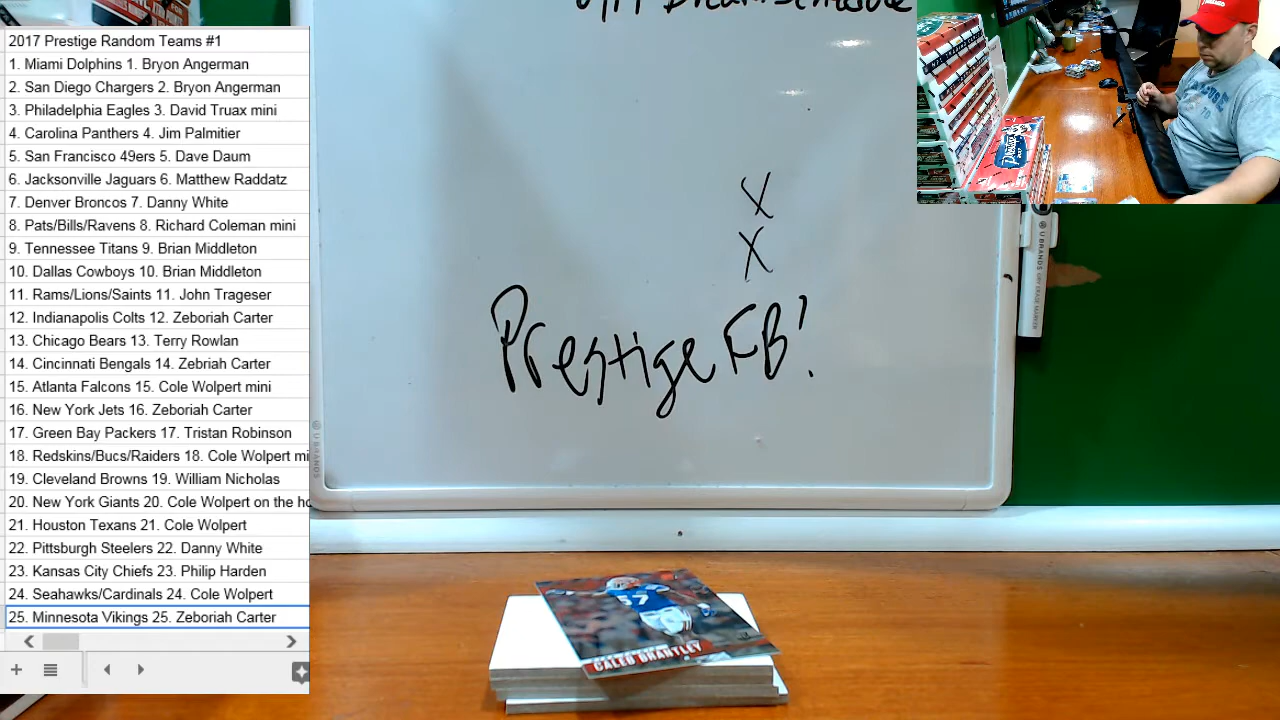 2017 Prestige Random Teams #1
1. Miami Dolphins 1. Bryon Angerman
2. San Diego Chargers 2. Bryon Angerman
3. Philadelphia Eagles 3. David Truax mini
4. Carolina Panthers 4. Jim Palmitier
5. San Francisco 49ers 5. Dave Daum
6. Jacksonville Jaguars 6. Matthew Raddatz
7. Denver Broncos 7. Danny White
8. Pats/Bills/Ravens 8. Richard Coleman mini
9. Tennessee Titans 9. Brian Middleton
10. Dallas Cowboys 10. Brian Middleton
11. Rams/Lions/Saints 11. John Trageser
12. Indianapolis Colts 12. Zeboriah Carter
13. Chicago Bears 13. Terry Rowlan
14. Cincinnati Bengals 14. Zebriah Carter
15. Atlanta Falcons 15. Cole Wolpert mini
16. New York Jets 16. Zeboriah Carter
17. Green Bay Packers 17. Tristan Robinson
18. Redskins/Bucs/Raiders 18. Cole Wolpert mi
19. Cleveland Browns 19. William Nicholas
20. New York Giants 20. Cole Wolpert on the ho
21. Houston Texans 21. Cole Wolpert
22. Pittsburgh Steelers 22. Danny White
23. Kansas City Chiefs 23. Philip Harden
24. Seahawks/Cardinals 24. Cole Wolpert
25. Minnesota Vikings 25. Zeboriah Carter
X
X
Prestige FB!
U BRANDS
U BRANDS
Prestige
57
CALEB BRANTLEY